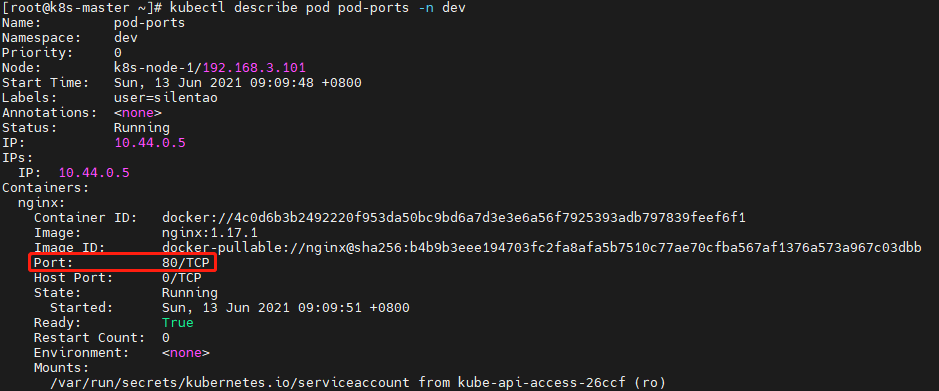 [root@k8s-master ~]# kubectl describe pod pod-ports -n dev
Name:         pod-ports
Namespace:    dev
Priority:     0
Node:         k8s-node-1/192.168.3.101
Start Time:   Sun, 13 Jun 2021 09:09:48 +0800
Labels:       user=silentao
Annotations:  <none>
Status:       Running
IP:           10.44.0.5
IPs:
  IP:  10.44.0.5
Containers:
  nginx:
    Container ID:   docker://4c0d6b3b2492220f953da50bc9bd6a7d3e3e6a56f7925393adb797839feef6f1
    Image:          nginx:1.17.1
    Image ID:       docker-pullable://nginx@sha256:b4b9b3eee194703fc2fa8afa5b7510c77ae70cfba567af1376a573a967c03dbb
    Port:           80/TCP
    Host Port:      0/TCP
    State:          Running
      Started:      Sun, 13 Jun 2021 09:09:51 +0800
    Ready:          True
    Restart Count:  0
    Environment:    <none>
    Mounts:
      /var/run/secrets/kubernetes.io/serviceaccount from kube-api-access-26ccf (ro)